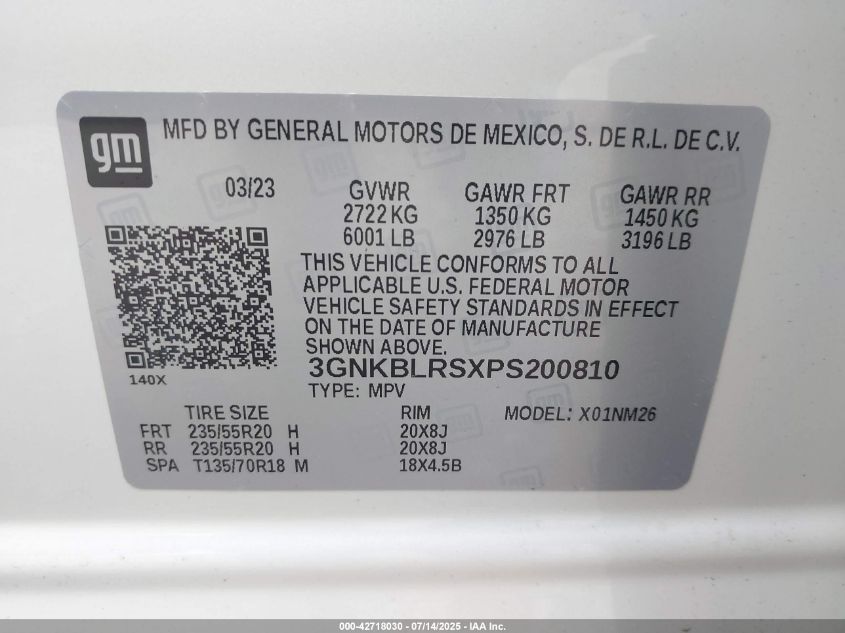 gm
MFD BY GENERAL MOTORS DE MEXICO, S. DE R.L. DE C.V.
03/23
GVWR GAWR FRT GAWR RR
2722 KG 1350 KG 1450 KG
6001 LB 2976 LB 3196 LB
THIS VEHICLE CONFORMS TO ALL
APPLICABLE U.S. FEDERAL MOTOR
VEHICLE SAFETY STANDARDS IN EFFECT
ON THE DATE OF MANUFACTURE
SHOWN ABOVE.
140X
3GNKBLRSXPS200810
TYPE: MPV
TIRE SIZE RIM MODEL: X01NM26
FRT 235/55R20 H 20X8J
RR 235/55R20 H 20X8J
SPA T135/70R18 M 18X4.5B
000-42718030 - 07/14/2025 - IAA Inc.